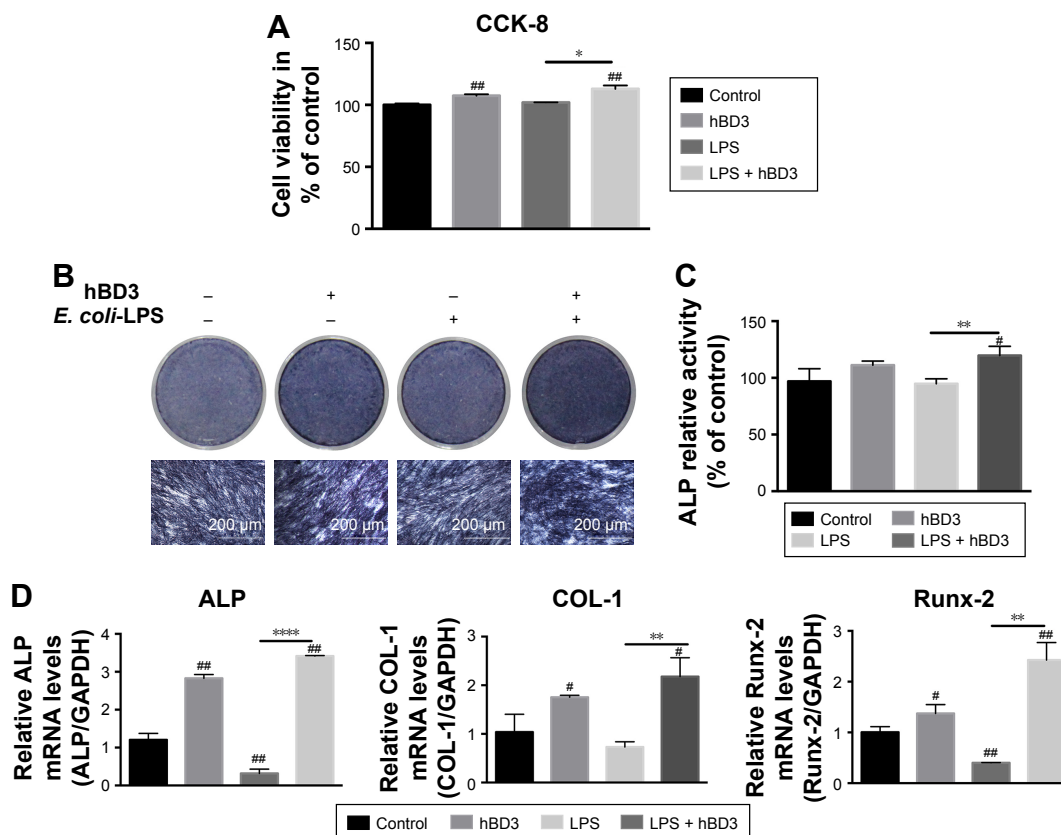 A
CCK-8
Cell viability in
% of control
150
100
50
0
##
*
##
Control
hBD3
LPS
LPS + hBD3
B
hBD3 – + – +
E. coli-LPS – – + +
200 µm 200 µm 200 µm 200 µm
C
ALP relative activity
(% of control)
150
100
50
0
**
#
Control hBD3
LPS LPS + hBD3
D
ALP
Relative ALP
mRNA levels
(ALP/GAPDH)
4
3
2
1
0
##
##
****
##
COL-1
Relative COL-1
mRNA levels
(COL-1/GAPDH)
3
2
1
0
#
**
#
Runx-2
Relative Runx-2
mRNA levels
(Runx-2/GAPDH)
3
2
1
0
#
##
**
##
Control hBD3 LPS LPS + hBD3